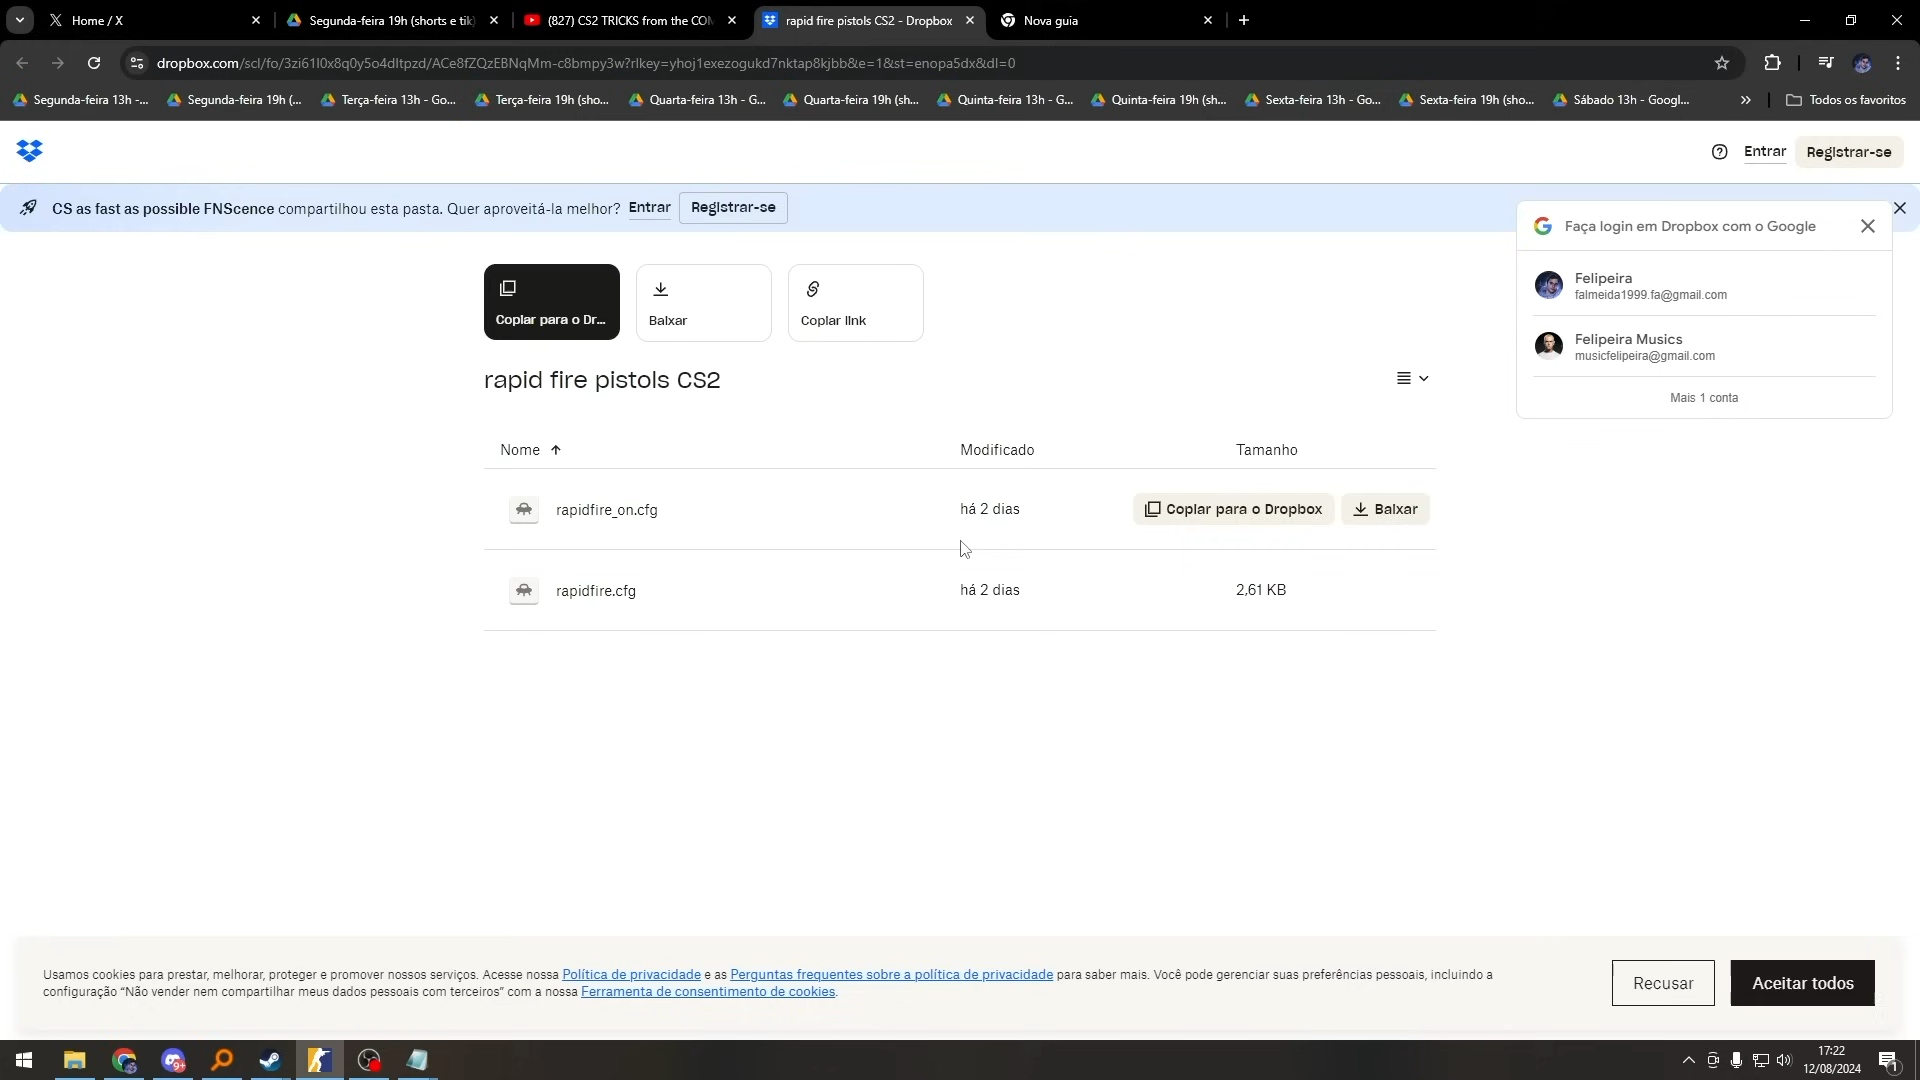 Home / X
Segunda-feira 19h (shorts e tik
(827) CS2 TRICKS from the CON
rapid fire pistols CS2 - Dropbox
Nova guia
dropbox.com/scl/fo/3zi61l0x8q0y5o4dltpzd/ACe8fZQzEBNqMm-c8bmpy3w?rlkey=yhoj1exezogukd7nktap8kjbb&e=1&st=enopa5dx&dl=0
Segunda-feira 13h -...
Segunda-feira 19h (...
Terça-feira 13h - Go...
Terça-feira 19h (sho...
Quarta-feira 13h - G...
Quarta-feira 19h (sh...
Quinta-feira 13h - G...
Quinta-feira 19h (sh...
Sexta-feira 13h - Go...
Sexta-feira 19h (sho...
Sábado 13h - Googl...
Todos os favoritos
Entrar
Registrar-se
CS as fast as possible FNScence compartilhou esta pasta. Quer aproveitá-la melhor? Entrar Registrar-se
Faça login em Dropbox com o Google
Felipeira
falmeida1999.fa@gmail.com
Felipeira Musics
musicfelipeira@gmail.com
Mais 1 conta
Copiar para o Dr...
Baixar
Copiar link
rapid fire pistols CS2
Nome
Modificado
Tamanho
rapidfire_on.cfg
há 2 dias
Copiar para o Dropbox
Baixar
rapidfire.cfg
há 2 dias
2,61 KB
Usamos cookies para prestar, melhorar, proteger e promover nossos serviços. Acesse nossa Política de privacidade e as Perguntas frequentes sobre a política de privacidade para saber mais. Você pode gerenciar suas preferências pessoais, incluindo a
configuração “Não vender nem compartilhar meus dados pessoais com terceiros” com a nossa Ferramenta de consentimento de cookies.
Recusar
Aceitar todos
9+
17:22
12/08/2024
1